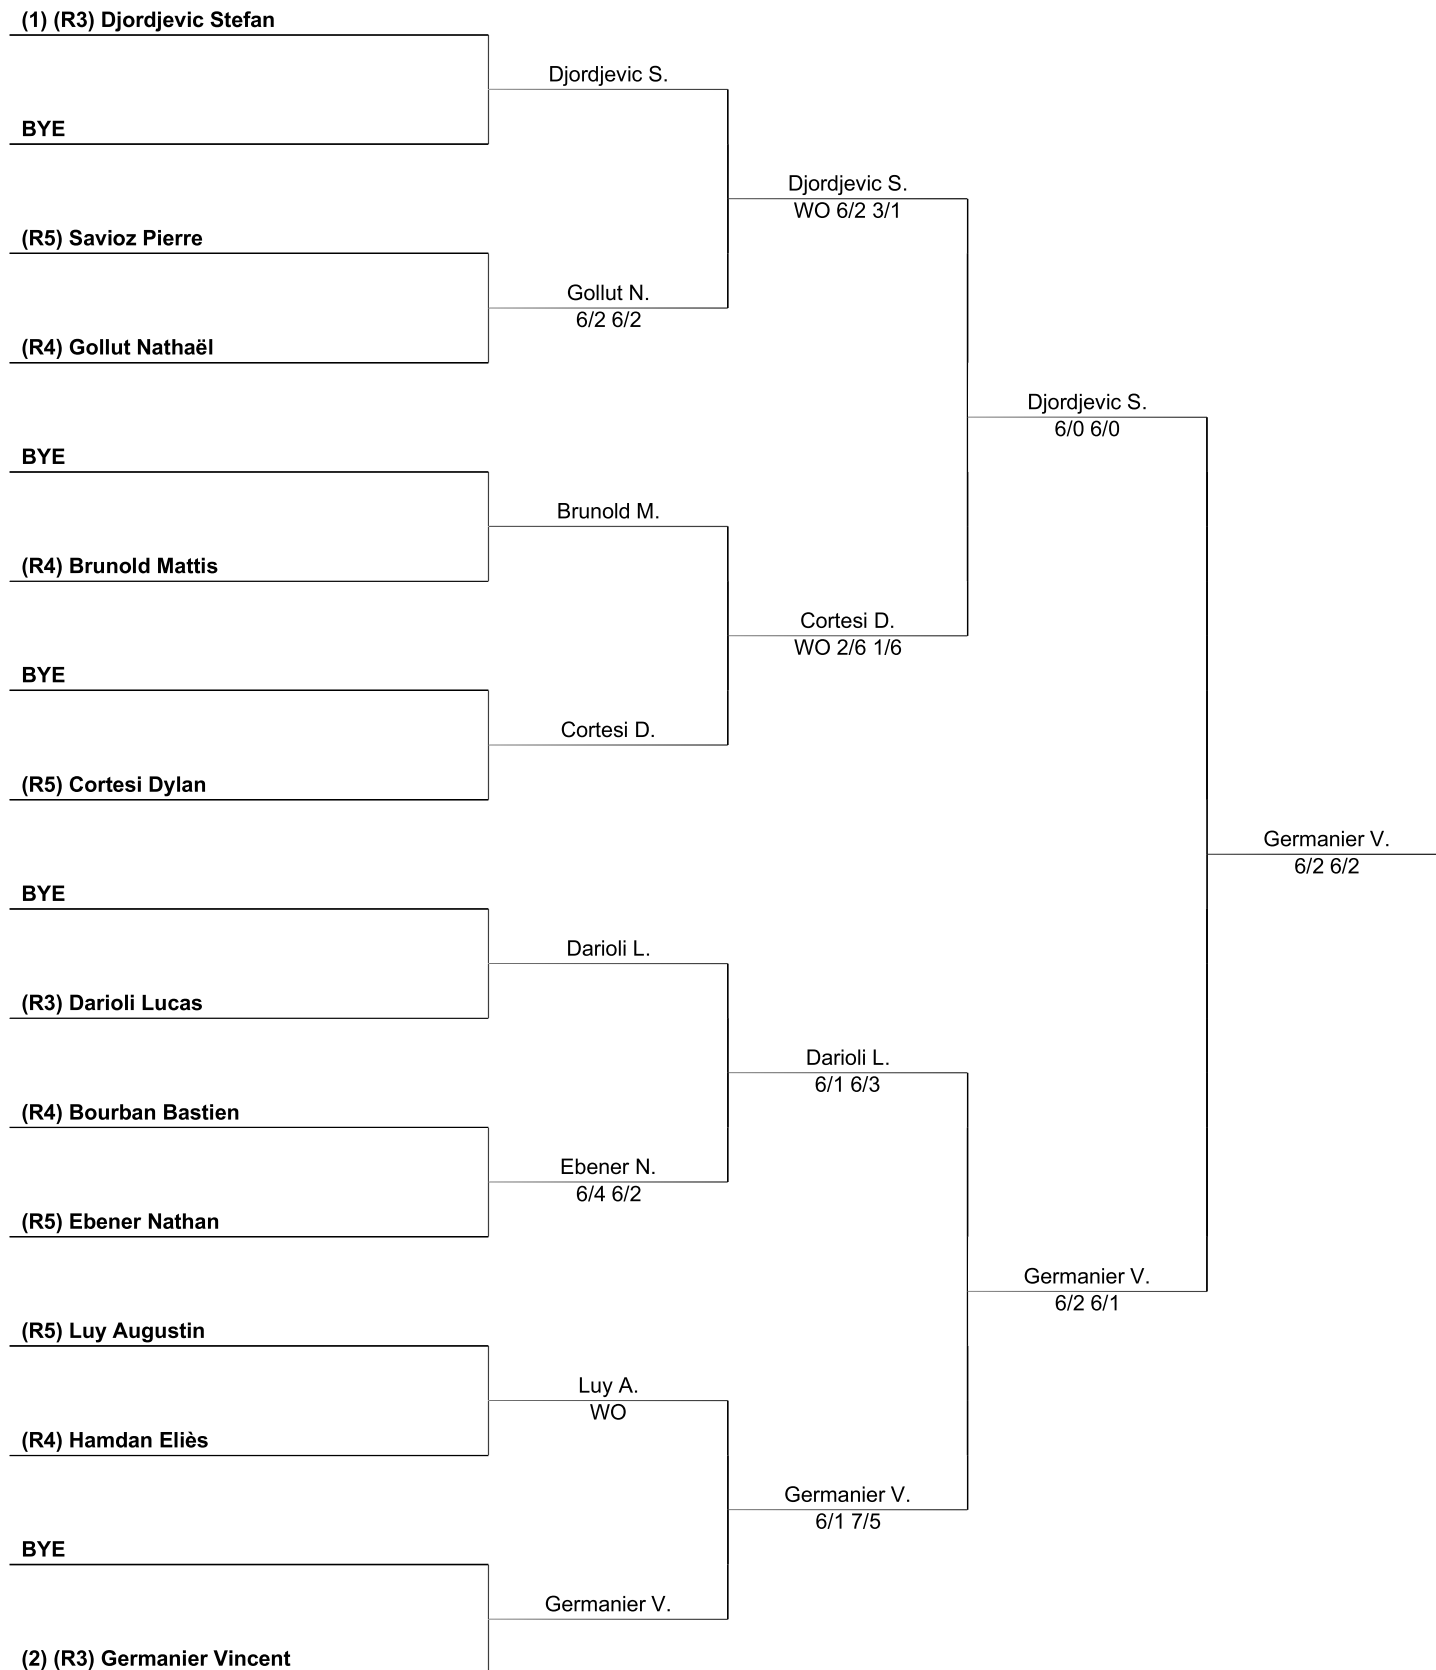 (1) (R3) Djordjevic Stefan
Djordjevic S.
BYE
Djordjevic S.
WO 6/2 3/1
(R5) Savioz Pierre
Gollut N.
6/2 6/2
(R4) Gollut Nathaël
Djordjevic S.
6/0 6/0
BYE
Brunold M.
(R4) Brunold Mattis
Cortesi D.
WO 2/6 1/6
BYE
Cortesi D.
(R5) Cortesi Dylan
Germanier V.
6/2 6/2
BYE
Darioli L.
(R3) Darioli Lucas
Darioli L.
6/1 6/3
(R4) Bourban Bastien
Ebener N.
6/4 6/2
(R5) Ebener Nathan
Germanier V.
6/2 6/1
(R5) Luy Augustin
Luy A.
WO
(R4) Hamdan Eliès
Germanier V.
6/1 7/5
BYE
Germanier V.
(2) (R3) Germanier Vincent